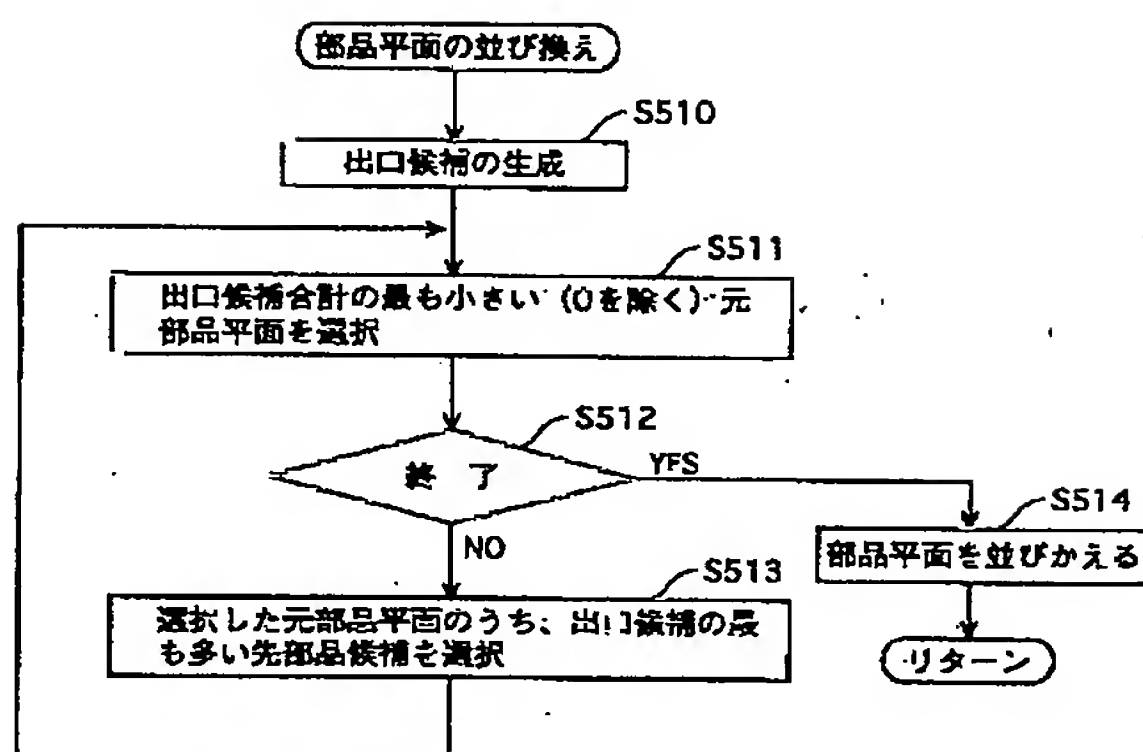 部品平面の並び換え
S510
出口候補の生成
S511
出口候補合計の最も小さい (0を除く) 元
部品平面を選択
S512
終 了
YES
S514
部品平面を並びかえる
NO
S513
選択した元部品平面のうち、出口候補の最
も多い先部品候補を選択
リターン